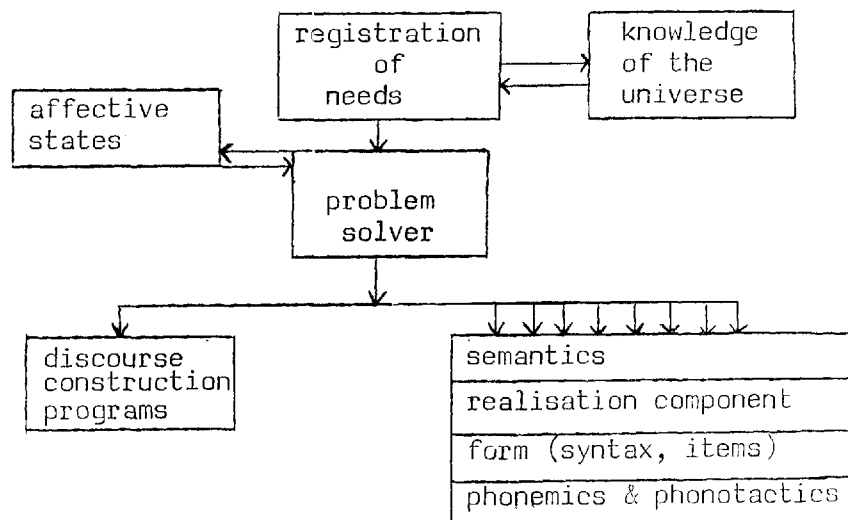 registration
of
needs
knowledge
of the
universe
affective
states
problem
solver
discourse
construction
programs
semantics
realisation component
form (syntax, items)
phonemics & phonotactics